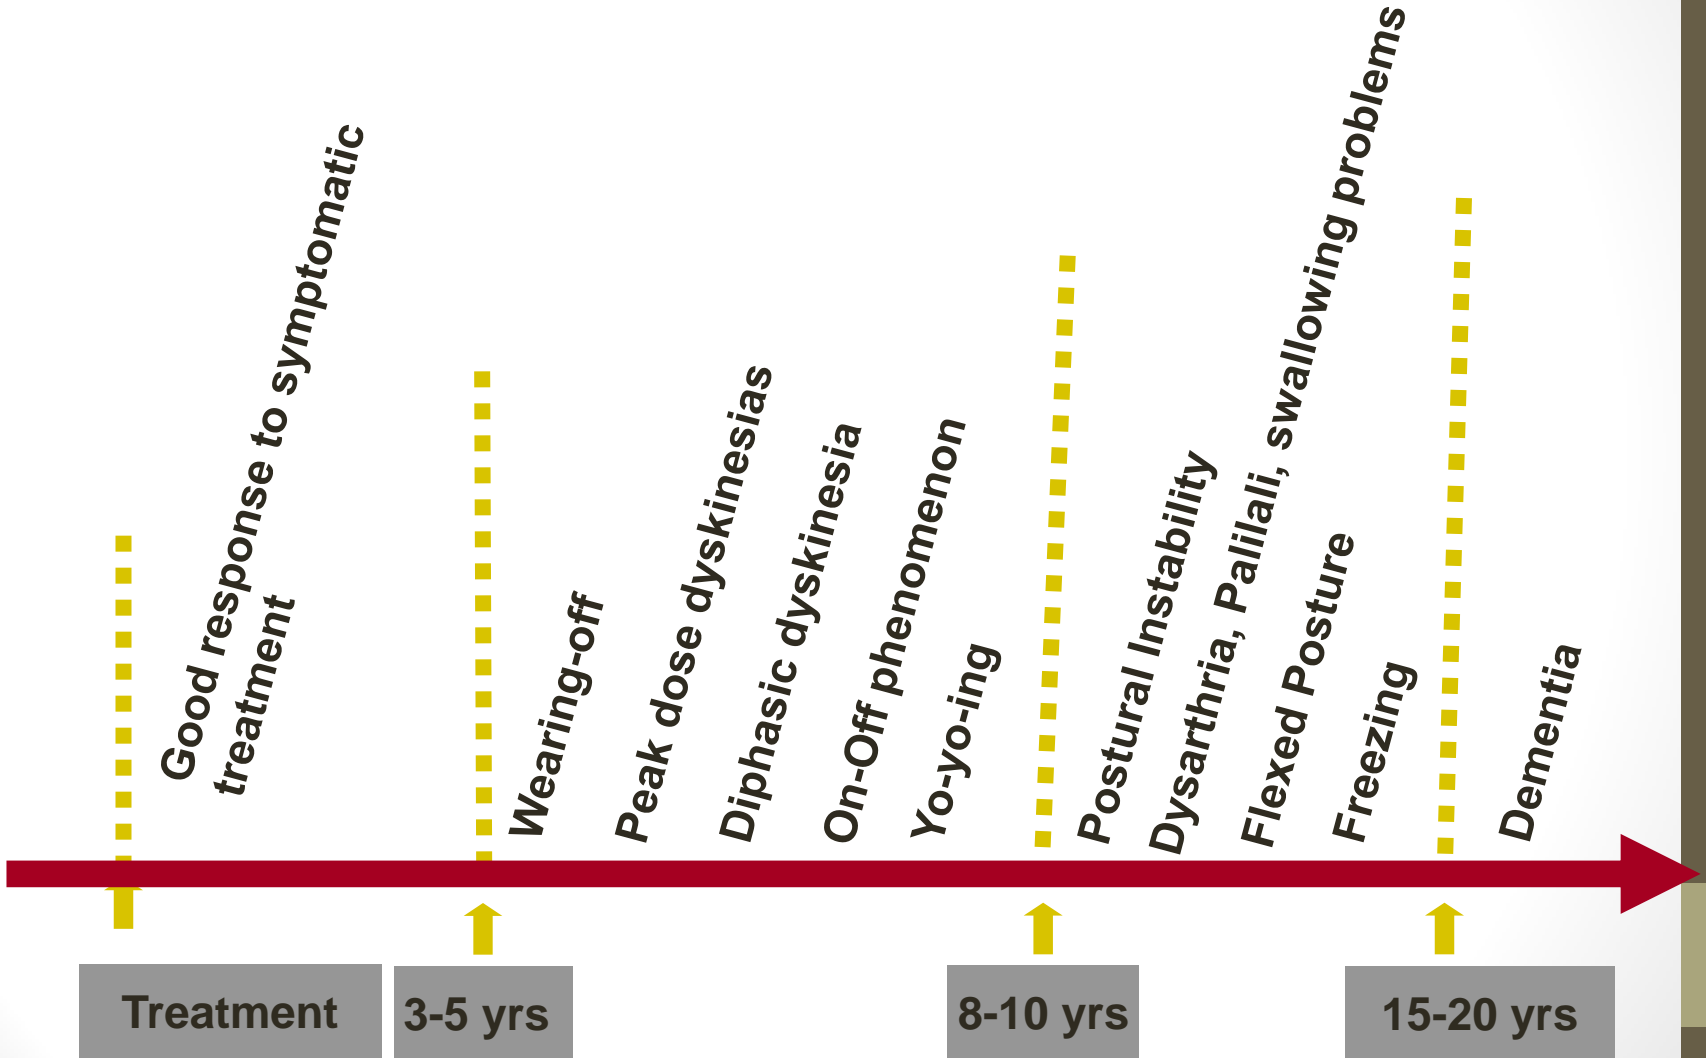 Good response to symptomatic
treatment
Wearing-off
Peak dose dyskinesias
Diphasic dyskinesia
On-Off phenomenon
Yo-yo-ing
Postural Instability
Dysarthria, Palilali, swallowing problems
Flexed Posture
Freezing
Dementia
Treatment
3-5 yrs
8-10 yrs
15-20 yrs